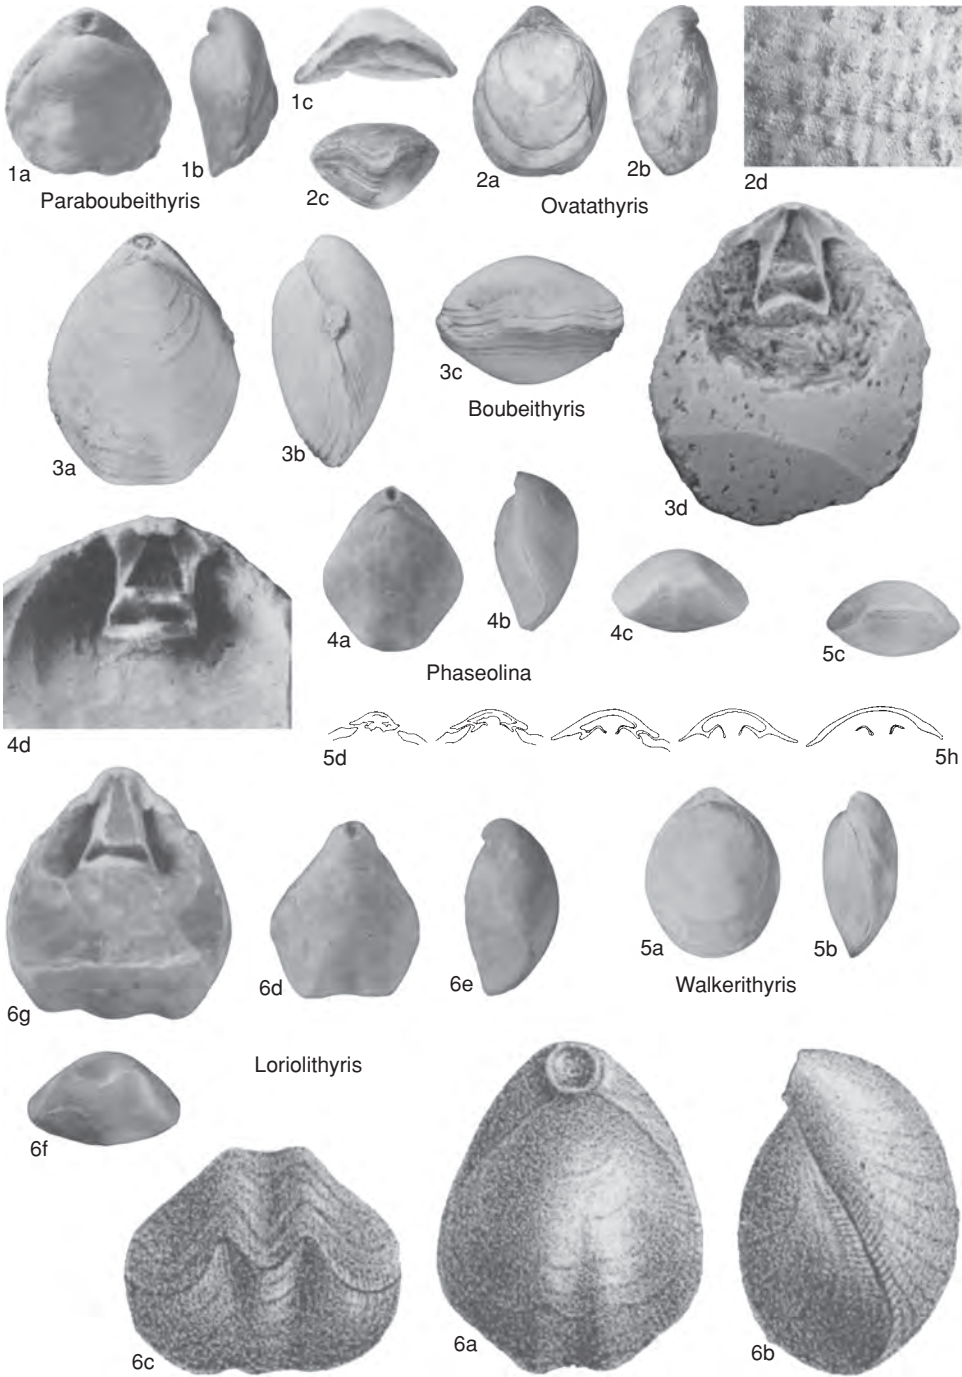 1a
1b
1c
2a
2b
2c
2d
Paraboubeithyris
Ovatathyris
3a
3b
3c
Boubeithyris
3d
4a
4b
4c
5c
Phaseolina
4d
5d
5h
6g
6d
6e
5a
5b
Walkerithyris
6f
Loriolithyris
6c
6a
6b